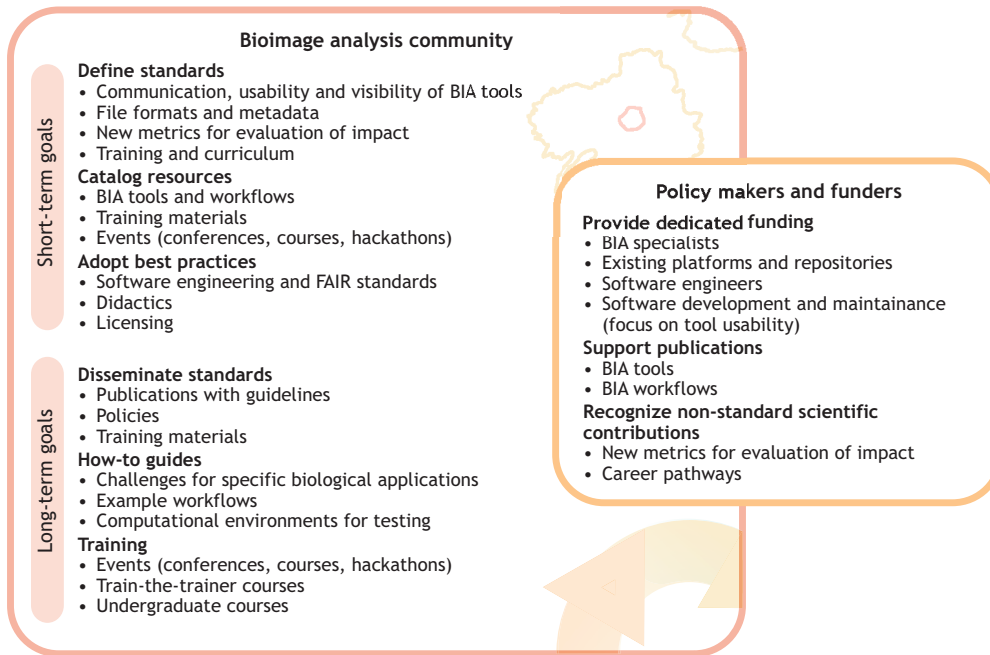 Bioimage analysis community
Short-term goals
Define standards
• Communication, usability and visibility of BIA tools
• File formats and metadata
• New metrics for evaluation of impact
• Training and curriculum
Catalog resources
• BIA tools and workflows
• Training materials
• Events (conferences, courses, hackathons)
Adopt best practices
• Software engineering and FAIR standards
• Didactics
• Licensing
Long-term goals
Disseminate standards
• Publications with guidelines
• Policies
• Training materials
How-to guides
• Challenges for specific biological applications
• Example workflows
• Computational environments for testing
Training
• Events (conferences, courses, hackathons)
• Train-the-trainer courses
• Undergraduate courses
Policy makers and funders
Provide dedicated funding
• BIA specialists
• Existing platforms and repositories
• Software engineers
• Software development and maintainance
(focus on tool usability)
Support publications
• BIA tools
• BIA workflows
Recognize non-standard scientific
contributions
• New metrics for evaluation of impact
• Career pathways